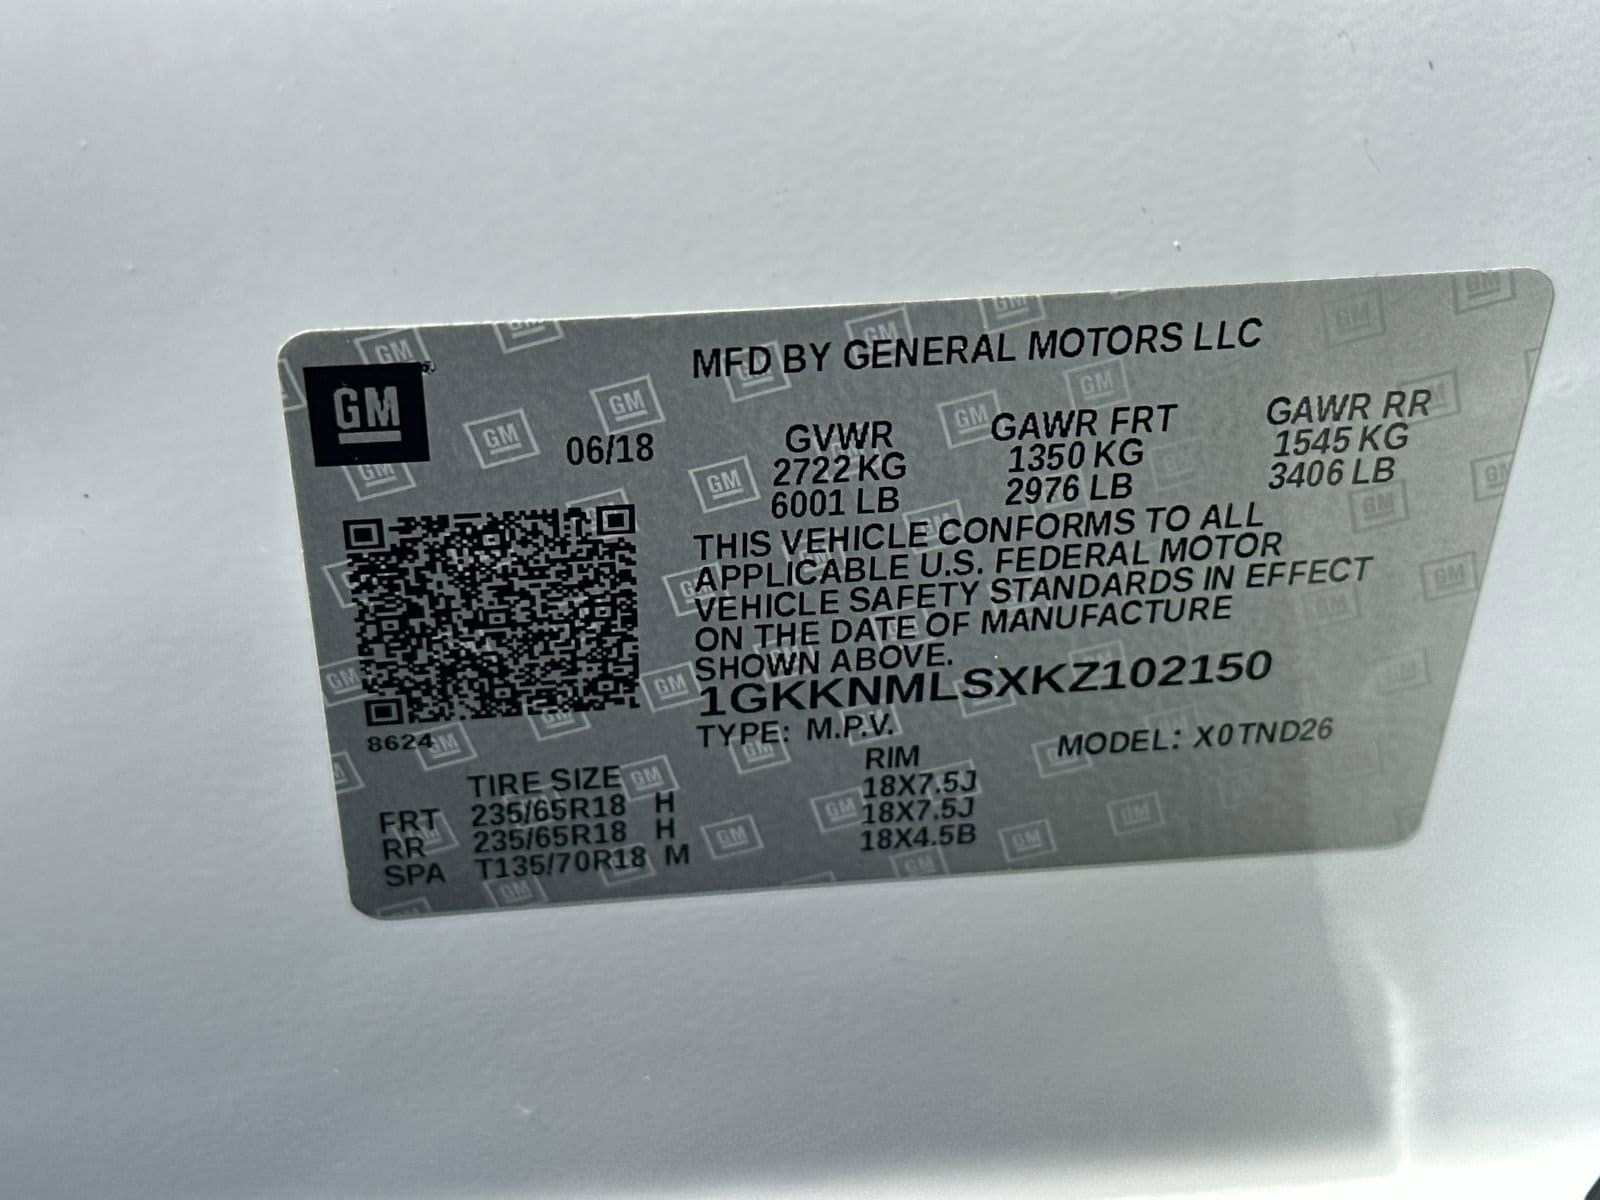 GM
MFD BY GENERAL MOTORS LLC
06/18
GVWR GAWR FRT GAWR RR
2722 KG 1350 KG 1545 KG
6001 LB 2976 LB 3406 LB
THIS VEHICLE CONFORMS TO ALL
APPLICABLE U.S. FEDERAL MOTOR
VEHICLE SAFETY STANDARDS IN EFFECT
ON THE DATE OF MANUFACTURE
SHOWN ABOVE.
1GKKNMLSXKZ102150
TYPE: M.P.V. MODEL: X0TND26
8624
TIRE SIZE RIM
FRT 235/65R18 H 18X7.5J
RR 235/65R18 H 18X7.5J
SPA T135/70R18 M 18X4.5B